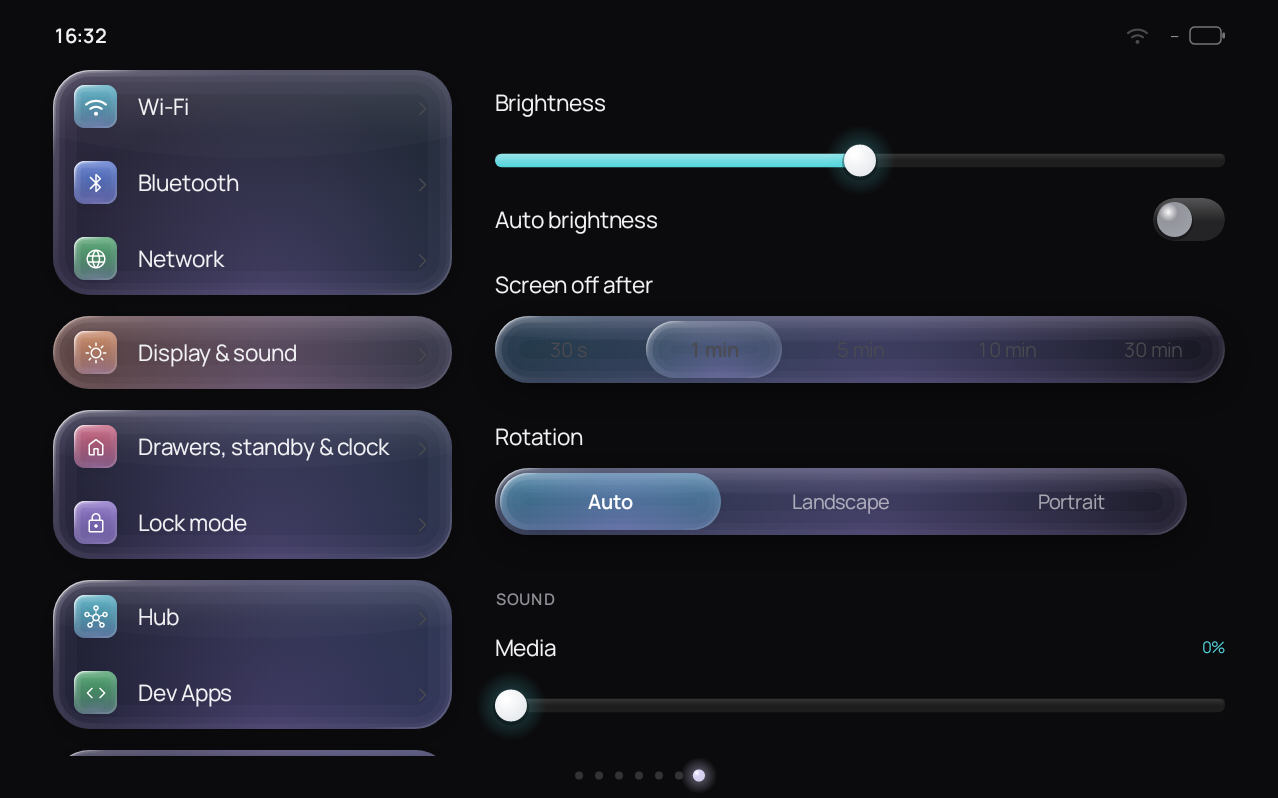 16:32
–
Wi-Fi
Bluetooth
Network
Display & sound
Drawers, standby & clock
Lock mode
Hub
Dev Apps
Brightness
Auto brightness
Screen off after
30 s
1 min
5 min
10 min
30 min
Rotation
Auto
Landscape
Portrait
SOUND
Media
0%